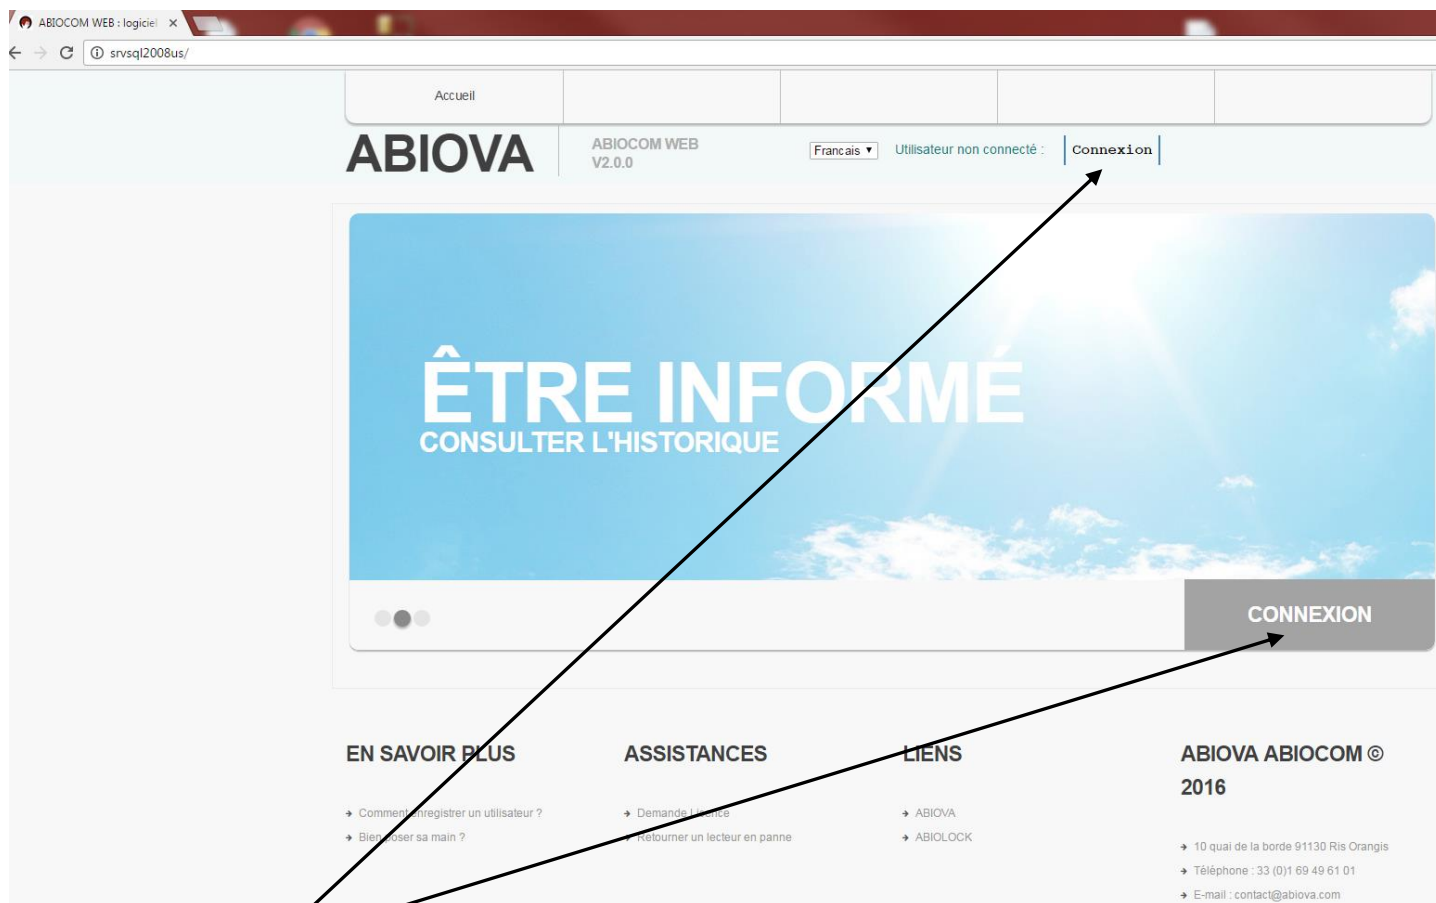 ABIOCOM WEB : logiciel
srvsql2008us/
Accueil
ABIOVA
ABIOCOM WEB
V2.0.0
Francais
Utilisateur non connecté :
Connexion
ÊTRE INFORMÉ
CONSULTER L'HISTORIQUE
CONNEXION
EN SAVOIR PLUS
Comment enregistrer un utilisateur ?
Bien poser sa main ?
ASSISTANCES
Demande Licence
Retourner un lecteur en panne
LIENS
ABIOVA
ABIOLOCK
ABIOVA ABIOCOM ©
2016
10 quai de la borde 91130 Ris Orangis
Téléphone : 33 (0)1 69 49 61 01
E-mail : contact@abiova.com